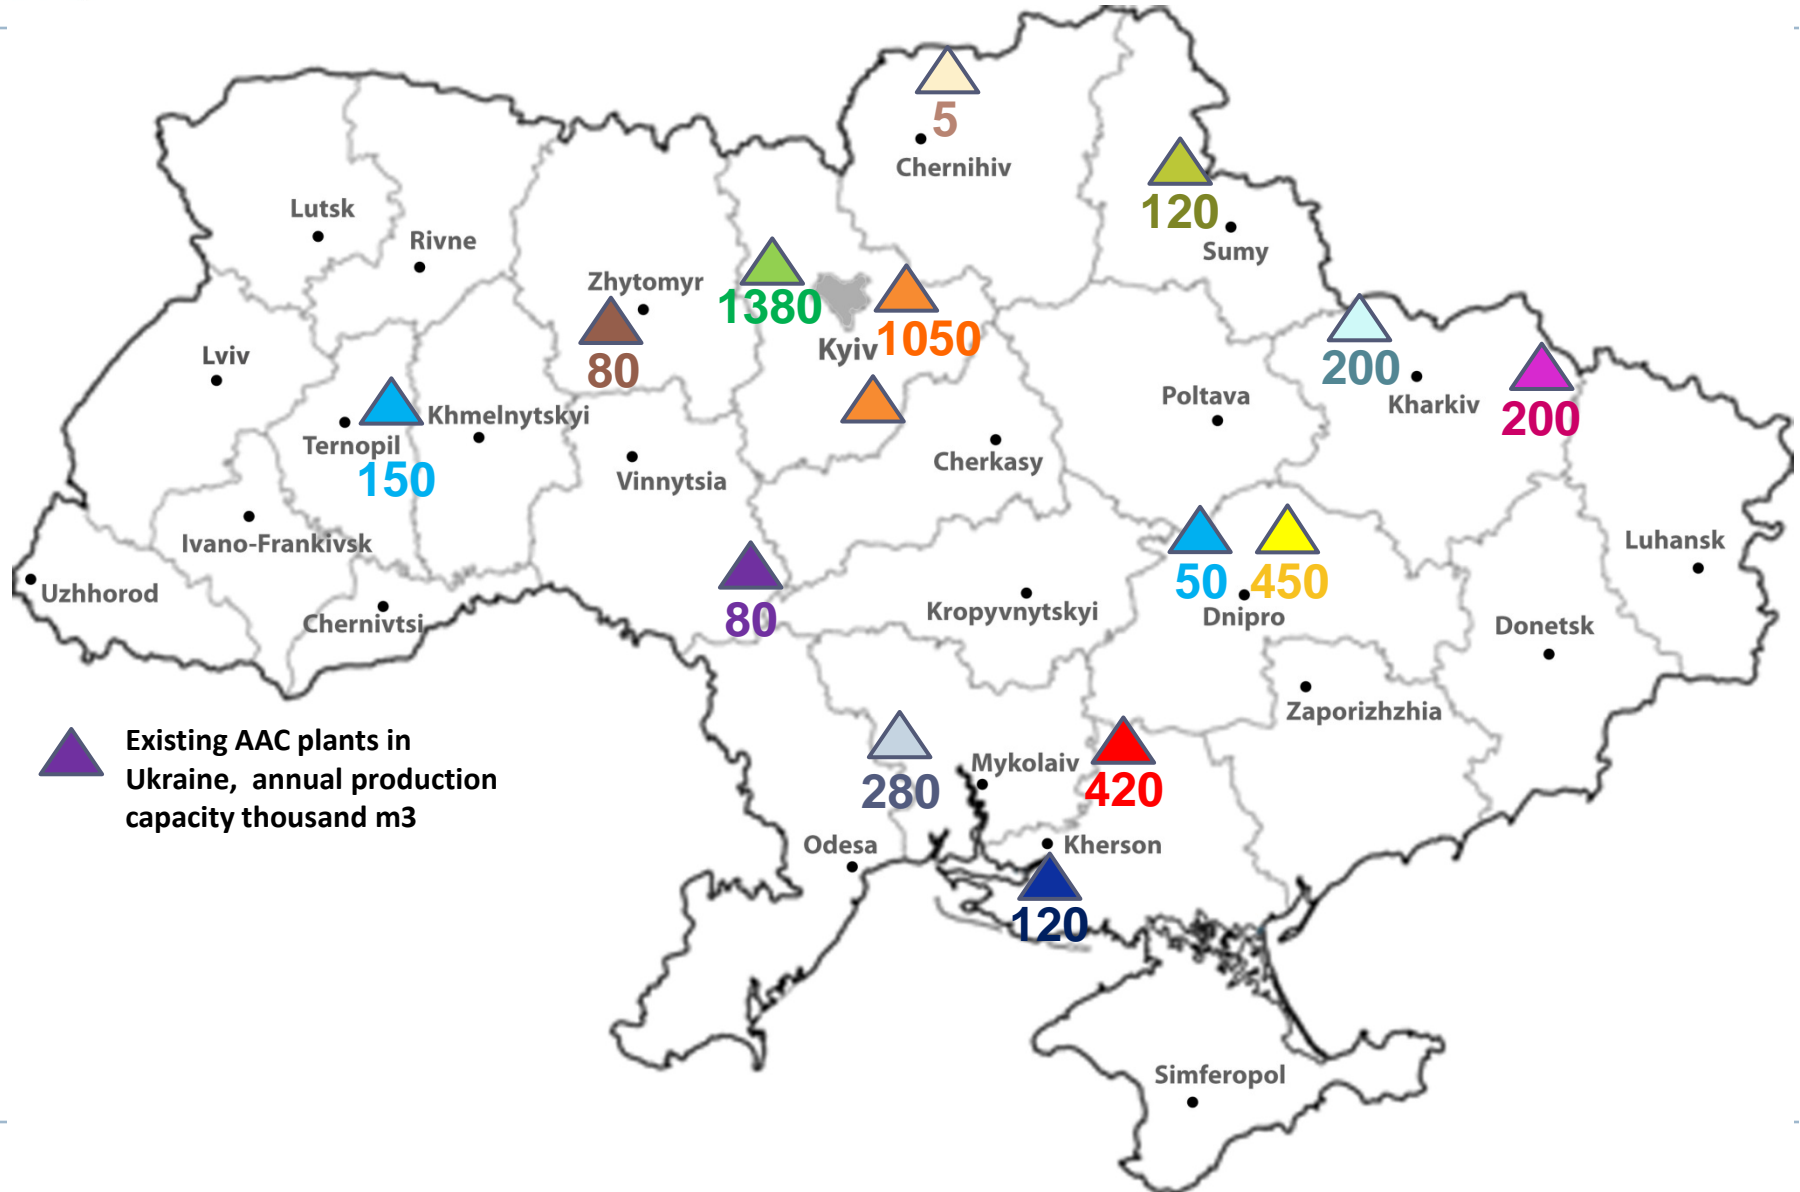 5
Chernihiv
120
Sumy
Lutsk
Rivne
Zhytomyr
1380
1050
Kyiv
80
200
Kharkiv
200
Lviv
Ternopil
Khmelnytskyi
150
Vinnytsia
Cherkasy
Poltava
Ivano-Frankivsk
Uzhhorod
Chernivtsi
80
Kropyvnytskyi
50
450
Dnipro
Luhansk
Donetsk
Zaporizhzhia
Existing AAC plants in
Ukraine, annual production
capacity thousand m3
280
Mykolaiv
420
Odesa
Kherson
120
Simferopol